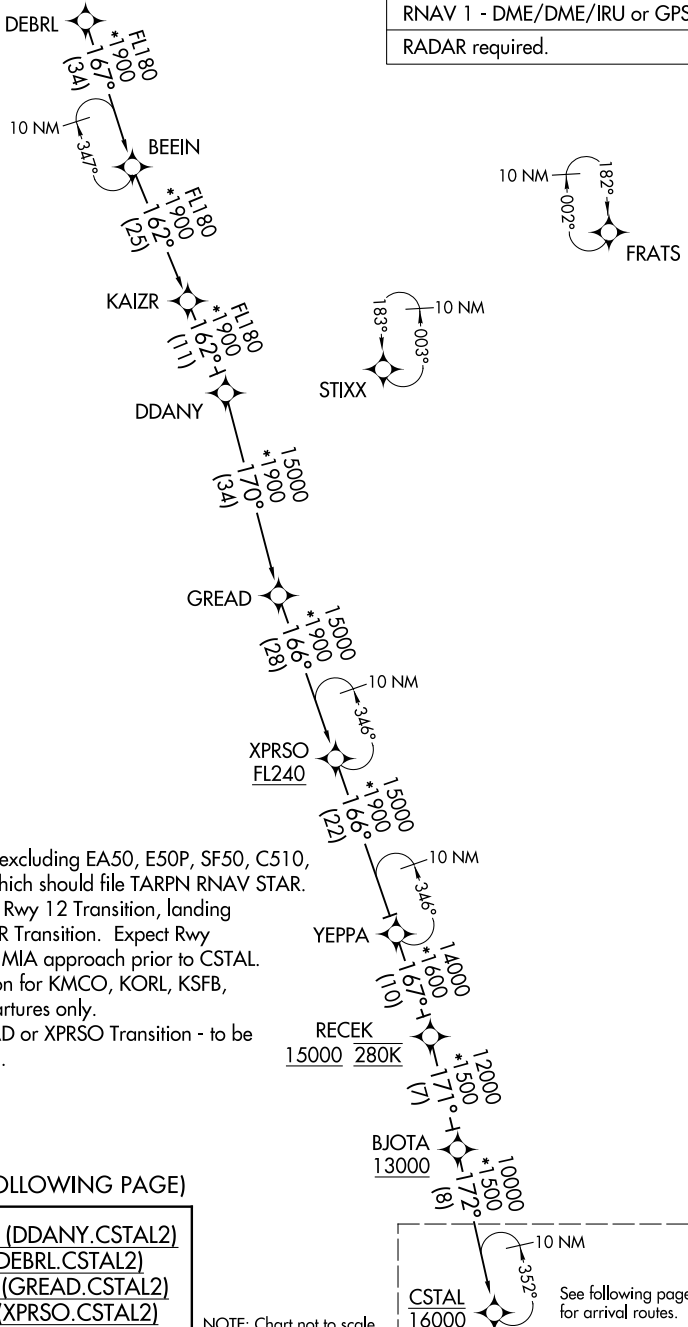 RNAV 1 - DME/DME/IRU or GPS
RADAR required.
DEBRL
FL180
*1900
167°
(34)
10 NM
347°
BEEIN
FL180
*1900
162°
(25)
10 NM
182°
002°
FRATS
KAIZR
FL180
*1900
162°
(11)
183°
10 NM
003°
STIXX
DDANY
15000
*1900
170°
(34)
GREAD
15000
*1900
166°
(28)
10 NM
346°
XPRSO
FL240
15000
*1900
166°
(22)
10 NM
346°
excluding EA50, E50P, SF50, C510,
which should file TARPN RNAV STAR.
Rwy 12 Transition, landing
R Transition. Expect Rwy
MIA approach prior to CSTAL.
on for KMCO, KORL, KSFB,
artures only.
AD or XPRSO Transition - to be
.
YEPPA
14000
*1600
167°
(10)
RECEK
15000 280K
12000
*1500
171°
(7)
BJOTA
13000
10000
*1500
172°
(8)
OLLOWING PAGE)
(DDANY.CSTAL2)
DEBRL.CSTAL2)
(GREAD.CSTAL2)
(XPRSO.CSTAL2)
NOTE: Chart not to scale
10 NM
352°
CSTAL
16000
See following page
for arrival routes.